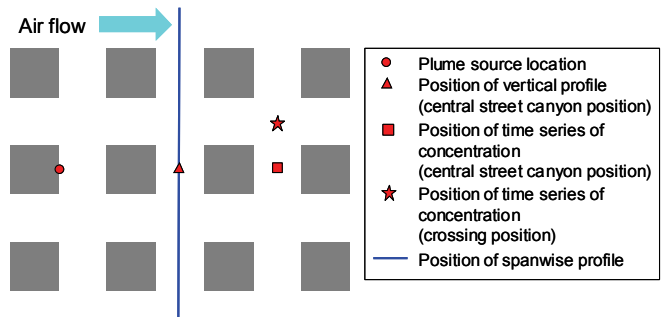 Air flow
Plume source location
Position of vertical profile
(central street canyon position)
Position of time series of
concentration
(central street canyon position)
Position of time series of
concentration
(crossing position)
Position of spanwise profile